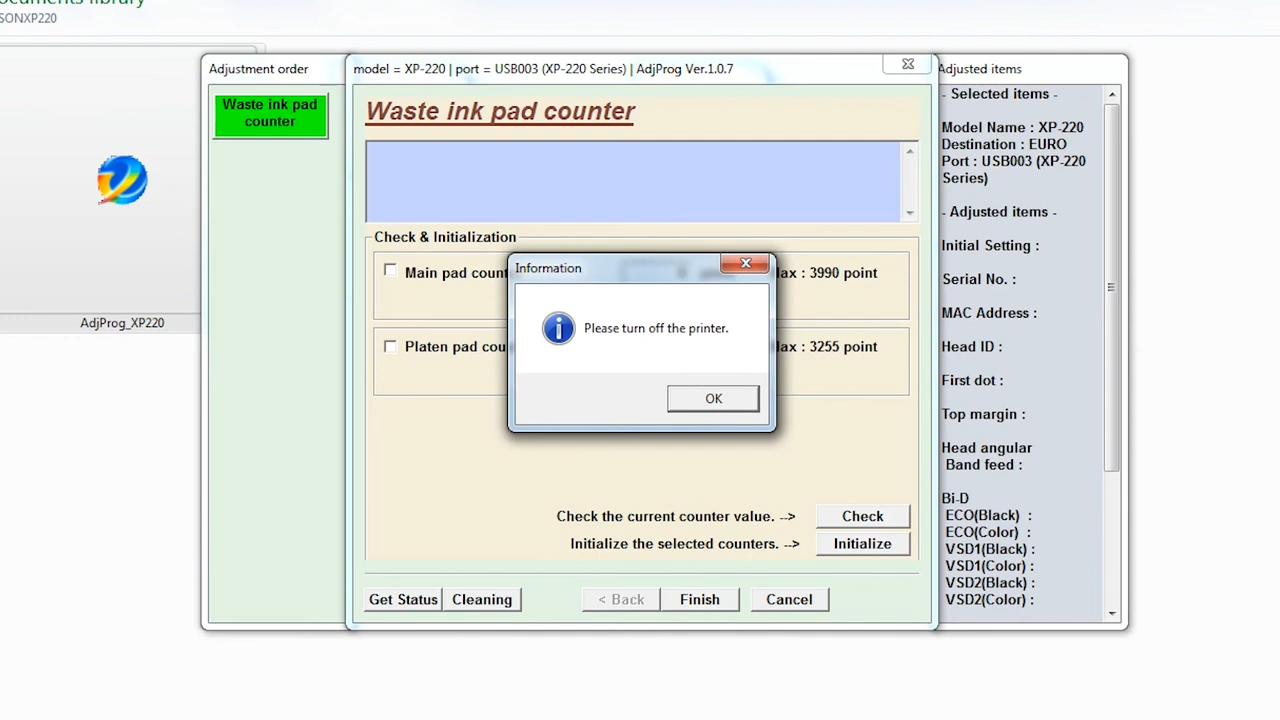 SONXP220
AdjProg_XP220
Adjustment order
Waste ink pad
counter
model = XP-220 | port = USB003 (XP-220 Series) | AdjProg Ver.1.0.7
Waste ink pad counter
Check & Initialization
Main pad count
: 3990 point
Platen pad cou
: 3255 point
Information
Please turn off the printer.
OK
Check the current counter value. -->
Check
Initialize the selected counters. -->
Initialize
Get Status
Cleaning
< Back
Finish
Cancel
Adjusted items
- Selected items -
Model Name : XP-220
Destination : EURO
Port : USB003 (XP-220
Series)
- Adjusted items -
Initial Setting :
Serial No. :
MAC Address :
Head ID :
First dot :
Top margin :
Head angular
Band feed :
Bi-D
ECO(Black) :
ECO(Color) :
VSD1(Black) :
VSD1(Color) :
VSD2(Black) :
VSD2(Color) :